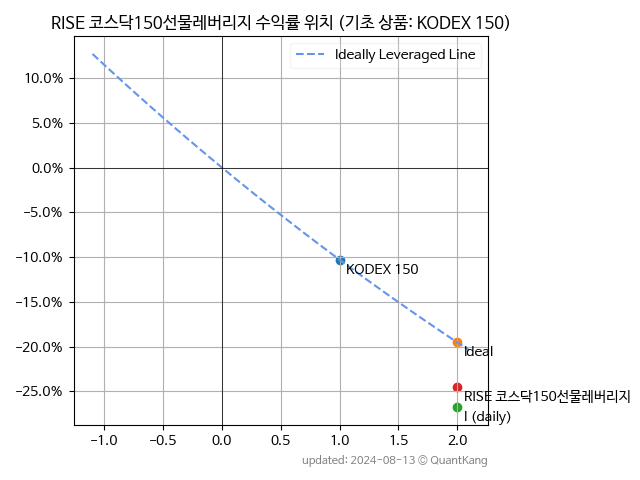 RISE 코스닥150선물레버리지 수익률 위치 (기초 상품: KODEX 150)
Ideally Leveraged Line
10.0%
5.0%
0.0%
−5.0%
−10.0%
KODEX 150
−15.0%
−20.0%
Ideal
−25.0%
RISE 코스닥150선물레버리지
I (daily)
−1.0 −0.5 0.0 0.5 1.0 1.5 2.0
updated: 2024-08-13 © QuantKang